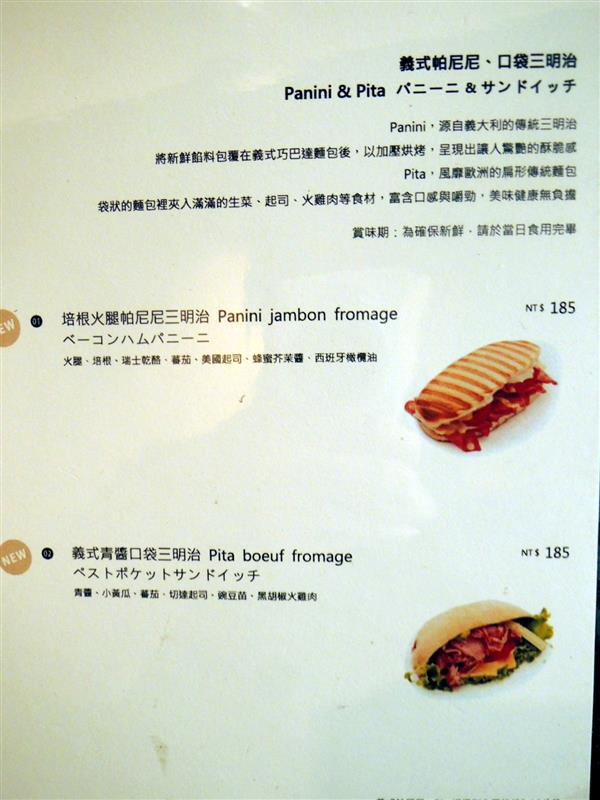 義式帕尼尼、口袋三明治
Panini & Pita パニーニ & サンドイッチ
Panini，源自義大利的傳統三明治
將新鮮餡料包覆在義式巧巴達麵包後，以加壓烘烤，呈現出讓人驚艷的酥脆感
Pita，風靡歐洲的扁形傳統麵包
袋狀的麵包裡夾入滿滿的生菜、起司、火雞肉等食材，富含口感與嚼勁，美味健康無負擔
賞味期：為確保新鮮，請於當日食用完畢
NEW 01 培根火腿帕尼尼三明治 Panini jambon fromage NT$ 185
ベーコンハムパニーニ
火腿、培根、瑞士乾酪、蕃茄、美國起司、蜂蜜芥茉醬、西班牙橄欖油
NEW 02 義式青醬口袋三明治 Pita boeuf fromage NT$ 185
ペストポケットサンドイッチ
青醬、小黃瓜、蕃茄、切達起司、豌豆苗、黑胡椒火雞肉